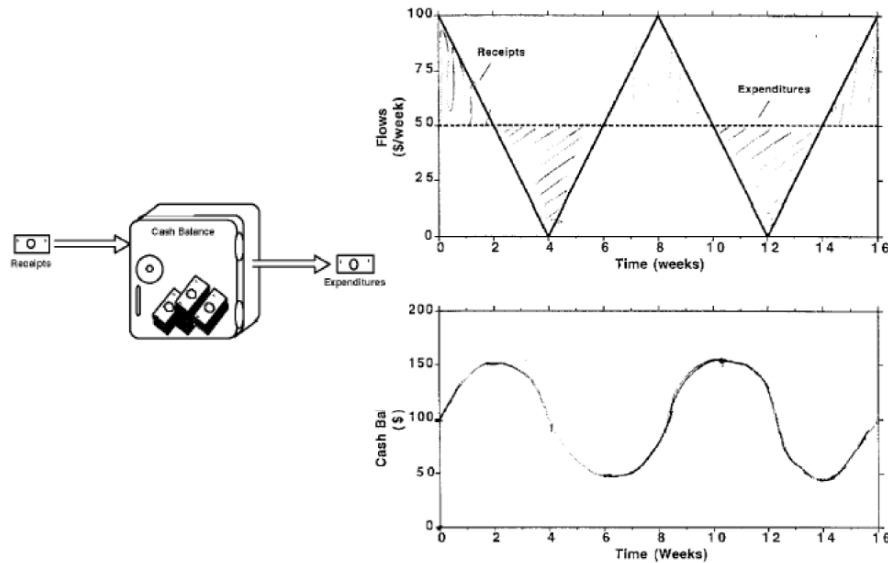 Receipts
Cash Balance
Expenditures
100
75
50
25
0
Flows
($/week)
Receipts
Expenditures
0 2 4 6 8 10 12 14 16
Time (weeks)
200
150
100
50
0
Cash Bal
($)
0 2 4 6 8 10 12 14 16
Time (Weeks)